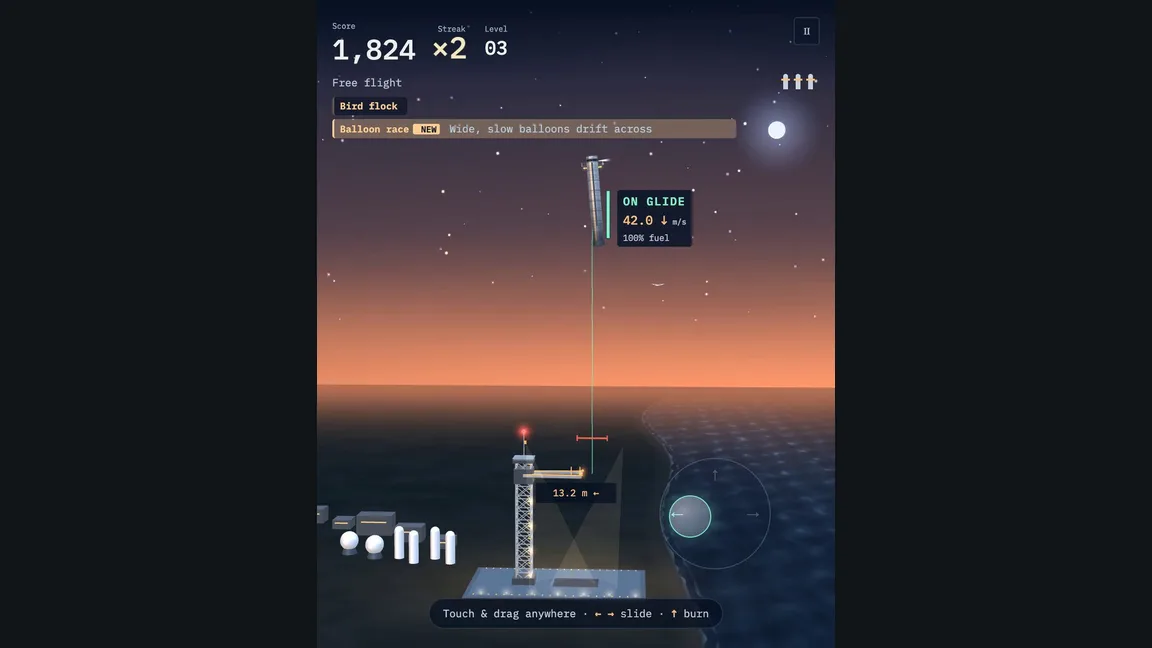 Score
1,824
Streak
×2
Level
03
II
Free flight
Bird flock
Balloon race NEW Wide, slow balloons drift across
ON GLIDE
42.0 ↓ m/s
100% fuel
13.2 m ←
Touch & drag anywhere · ← → slide · ↑ burn